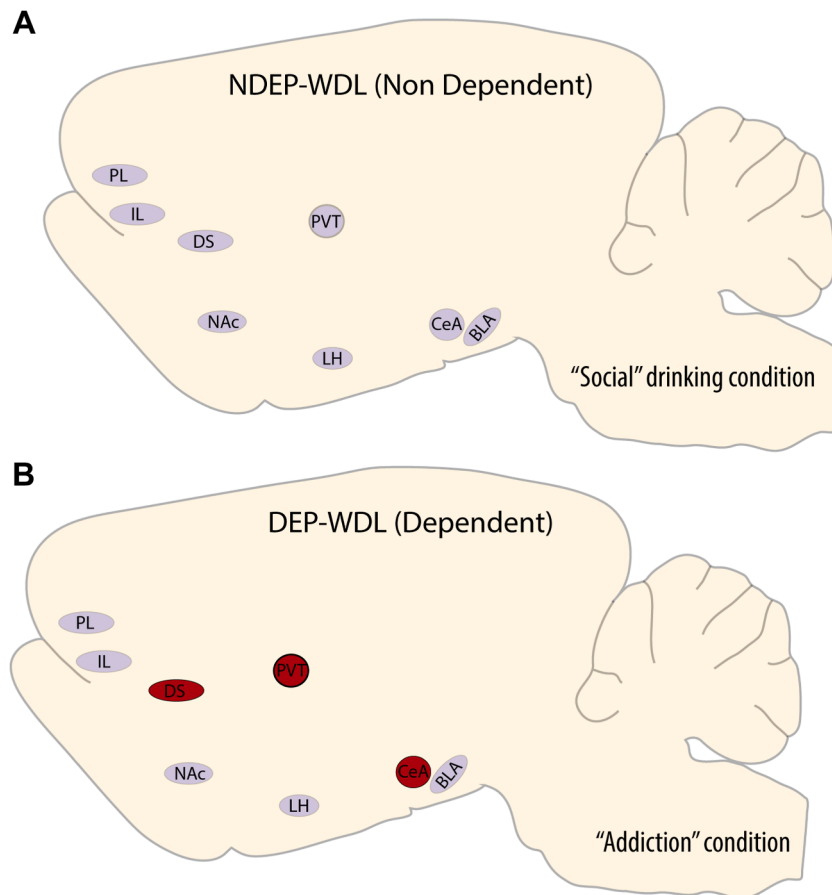 A
NDEP-WDL (Non Dependent)
PL
IL
DS
PVT
NAc
CeA
BLA
LH
“Social” drinking condition
B
DEP-WDL (Dependent)
PL
IL
DS
PVT
NAc
CeA
BLA
LH
“Addiction” condition